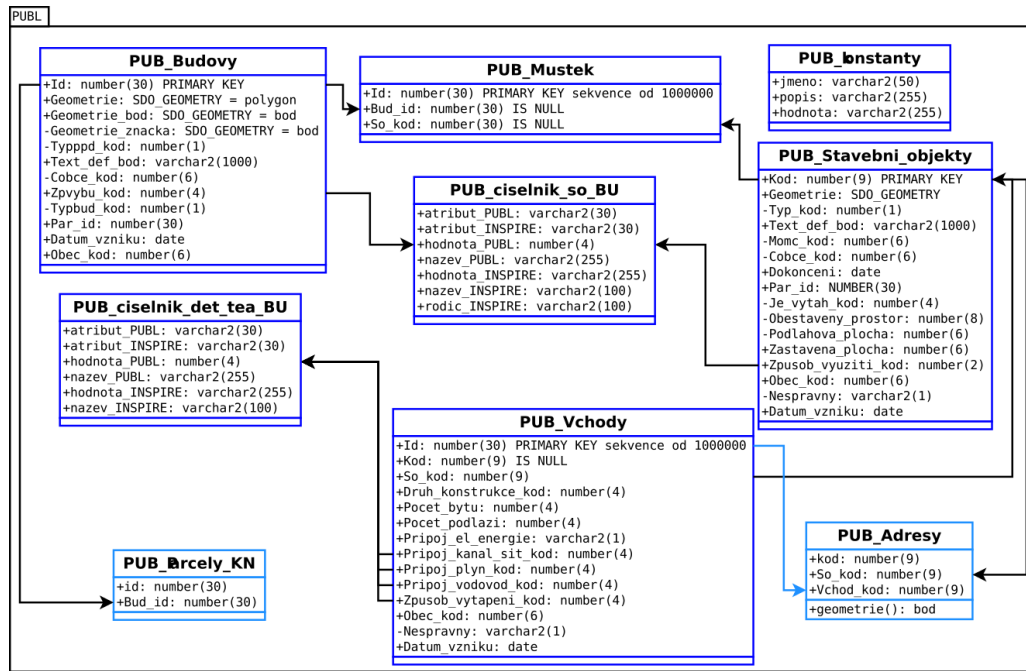 PUBL
PUB_Budovy
+Id: number(30) PRIMARY KEY
+Geometrie: SDO_GEOMETRY = polygon
+Geometrie_bod: SDO_GEOMETRY = bod
-Geometrie_znacka: SDO_GEOMETRY = bod
-Typppd_kod: number(1)
+Text_def_bod: varchar2(1000)
-Cobce_kod: number(6)
+Zpvybu_kod: number(4)
-Typbud_kod: number(1)
+Par_id: number(30)
+Datum_vzniku: date
+Obec_kod: number(6)
PUB_Mustek
+Id: number(30) PRIMARY KEY sekvence od 1000000
+Bud_id: number(30) IS NULL
+So_kod: number(30) IS NULL
PUB_konstanty
+jmeno: varchar2(50)
+popis: varchar2(255)
+hodnota: varchar2(255)
PUB_Stavebni_objekty
+Kod: number(9) PRIMARY KEY
+Geometrie: SDO_GEOMETRY
-Typ_kod: number(1)
+Text_def_bod: varchar2(1000)
-Momc_kod: number(6)
-Cobce_kod: number(6)
+Dokonceni: date
+Par_id: NUMBER(30)
-Je_vytah_kod: number(4)
-Obestaveny_prostor: number(8)
-Podlahova_plocha: number(6)
+Zastavena_plocha: number(6)
+Zpusob_vyuziti_kod: number(2)
+Obec_kod: number(6)
-Nespravny: varchar2(1)
+Datum_vzniku: date
PUB_ciselnik_so_BU
+atribut_PUBL: varchar2(30)
+atribut_INSPIRE: varchar2(30)
+hodnota_PUBL: number(4)
+nazev_PUBL: varchar2(255)
+hodnota_INSPIRE: varchar2(255)
+nazev_INSPIRE: varchar2(100)
+rodic_INSPIRE: varchar2(100)
PUB_ciselnik_det_tea_BU
+atribut_PUBL: varchar2(30)
+atribut_INSPIRE: varchar2(30)
+hodnota_PUBL: number(4)
+nazev_PUBL: varchar2(255)
+hodnota_INSPIRE: varchar2(255)
+nazev_INSPIRE: varchar2(100)
PUB_Vchody
+Id: number(30) PRIMARY KEY sekvence od 1000000
+Kod: number(9) IS NULL
+So_kod: number(9)
+Druh_konstrukce_kod: number(4)
+Pocet_bytu: number(4)
+Pocet_podlazi: number(4)
+Pripoj_el_energie: varchar2(1)
+Pripoj_kanal_sit_kod: number(4)
+Pripoj_plyn_kod: number(4)
+Pripoj_vodovod_kod: number(4)
+Zpusob_vytapeni_kod: number(4)
+Obec_kod: number(6)
-Nespravny: varchar2(1)
+Datum_vzniku: date
PUB_Parcely_KN
+id: number(30)
+Bud_id: number(30)
PUB_Adresy
+kod: number(9)
+So_kod: number(9)
+Vchod_kod: number(9)
+geometrie(): bod